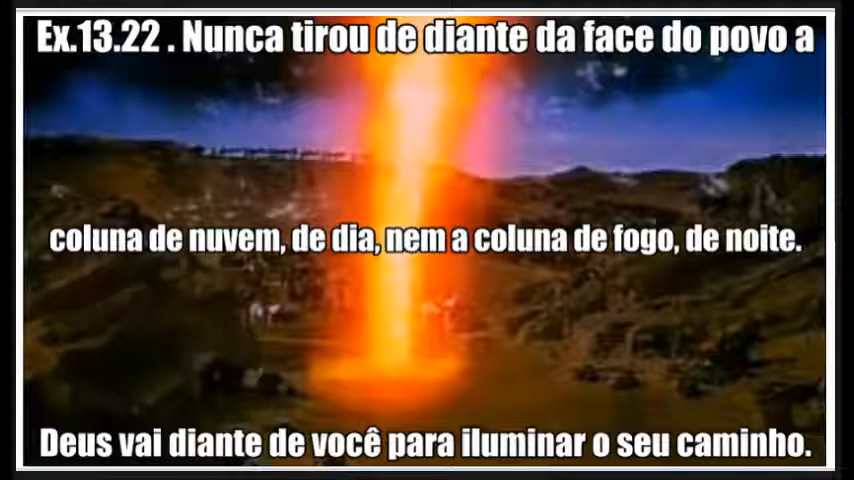 Ex.13.22 . Nunca tirou de diante da face do povo a
coluna de nuvem, de dia, nem a coluna de fogo, de noite.
Deus vai diante de você para iluminar o seu caminho.